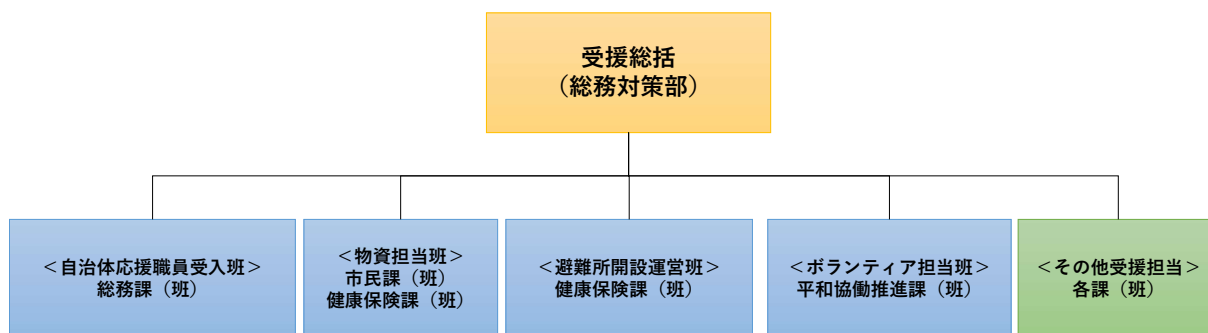 受援総括
（総務対策部）
＜自治体応援職員受入班＞
総務課（班）
＜物資担当班＞
市民課（班）
健康保険課（班）
＜避難所開設運営班＞
健康保険課（班）
＜ボランティア担当班＞
平和協働推進課（班）
＜その他受援担当＞
各課（班）